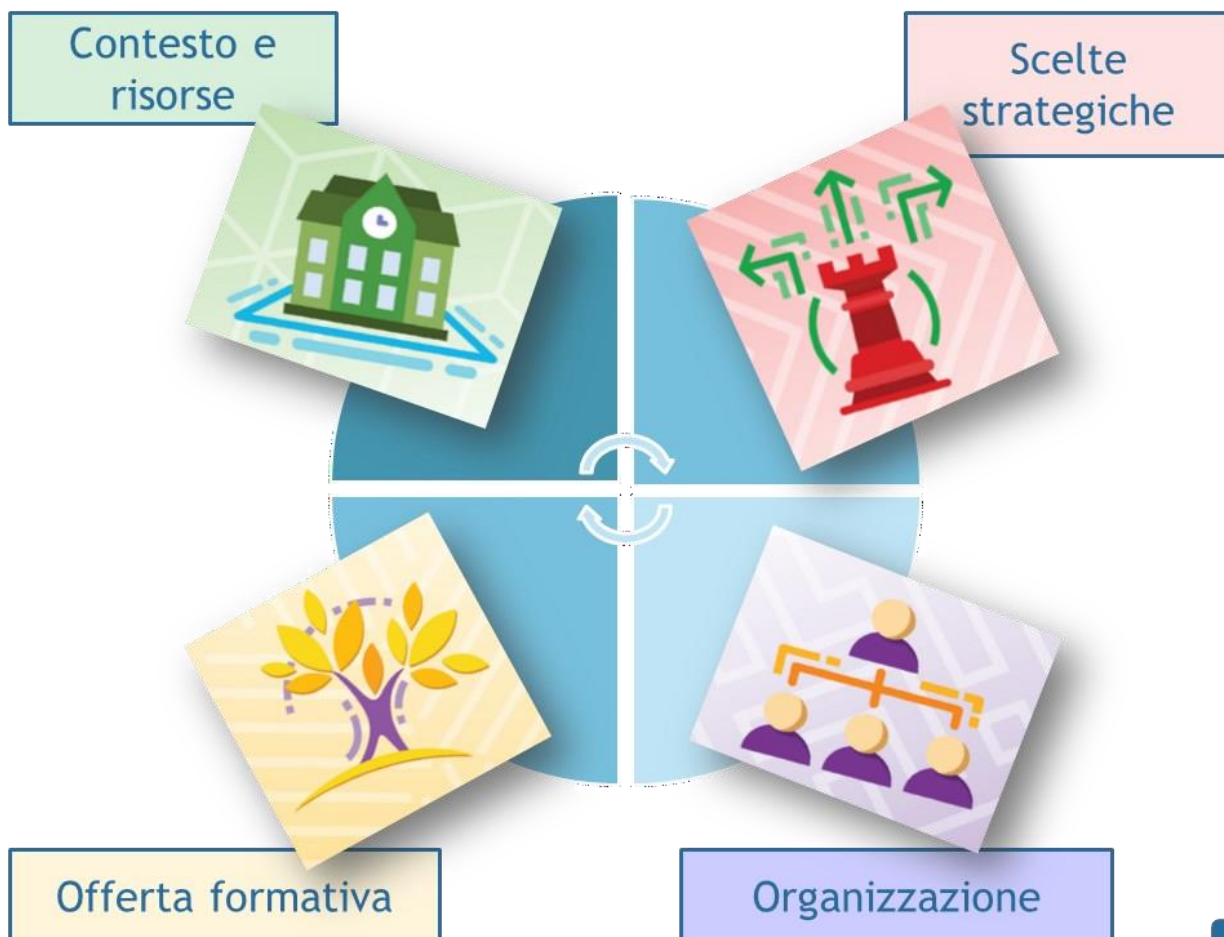 Contesto e
risorse
Scelte
strategiche
Offerta formativa
Organizzazione